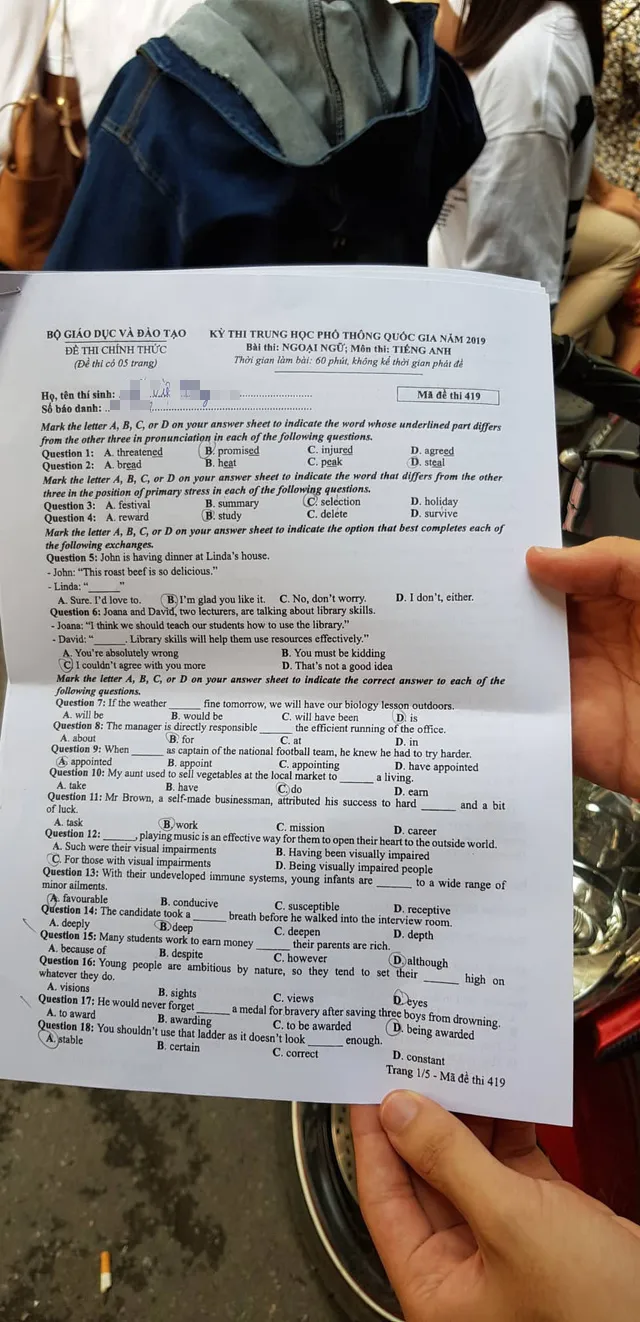 BỘ GIÁO DỤC VÀ ĐÀO TẠO
ĐỀ THI CHÍNH THỨC
(Đề thi có 05 trang)
KỲ THI TRUNG HỌC PHỔ THÔNG QUỐC GIA NĂM 2019
Bài thi: NGOẠI NGỮ; Môn thi: TIẾNG ANH
Thời gian làm bài: 60 phút, không kể thời gian phát đề
Họ, tên thí sinh:
Số báo danh:
Mã đề thi 419
Mark the letter A, B, C, or D on your answer sheet to indicate the word whose underlined part differs
from the other three in pronunciation in each of the following questions.
Question 1: A. threatened B. promised C. injured D. agreed
Question 2: A. bread B. heat C. peak D. steal
Mark the letter A, B, C, or D on your answer sheet to indicate the word that differs from the other
three in the position of primary stress in each of the following questions.
Question 3: A. festival B. summary C. selection D. holiday
Question 4: A. reward B. study C. delete D. survive
Mark the letter A, B, C, or D on your answer sheet to indicate the option that best completes each of
the following exchanges.
Question 5: John is having dinner at Linda's house.
- John: “This roast beef is so delicious.”
- Linda: “______”
A. Sure. I'd love to. B. I'm glad you like it. C. No, don't worry. D. I don't, either.
Question 6: Joana and David, two lecturers, are talking about library skills.
- Joana: “I think we should teach our students how to use the library.”
- David: “______. Library skills will help them use resources effectively.”
A. You're absolutely wrong B. You must be kidding
C. I couldn't agree with you more D. That's not a good idea
Mark the letter A, B, C, or D on your answer sheet to indicate the correct answer to each of the
following questions.
Question 7: If the weather ______ fine tomorrow, we will have our biology lesson outdoors.
A. will be B. would be C. will have been D. is
Question 8: The manager is directly responsible ______ the efficient running of the office.
A. about B. for C. at D. in
Question 9: When ______ as captain of the national football team, he knew he had to try harder.
A. appointed B. appoint C. appointing D. have appointed
Question 10: My aunt used to sell vegetables at the local market to ______ a living.
A. take B. have C. do D. earn
Question 11: Mr Brown, a self-made businessman, attributed his success to hard ______ and a bit
of luck.
A. task B. work C. mission D. career
Question 12: ______, playing music is an effective way for them to open their heart to the outside world.
A. Such were their visual impairments B. Having been visually impaired
C. For those with visual impairments D. Being visually impaired people
Question 13: With their undeveloped immune systems, young infants are ______ to a wide range of
minor ailments.
A. favourable B. conducive C. susceptible D. receptive
Question 14: The candidate took a ______ breath before he walked into the interview room.
A. deeply B. deep C. deepen D. depth
Question 15: Many students work to earn money ______ their parents are rich.
A. because of B. despite C. however D. although
Question 16: Young people are ambitious by nature, so they tend to set their ______ high on
whatever they do.
A. visions B. sights C. views D. eyes
Question 17: He would never forget ______ a medal for bravery after saving three boys from drowning.
A. to award B. awarding C. to be awarded D. being awarded
Question 18: You shouldn't use that ladder as it doesn't look ______ enough.
A. stable B. certain C. correct D. constant
Trang 1/5 - Mã đề thi 419